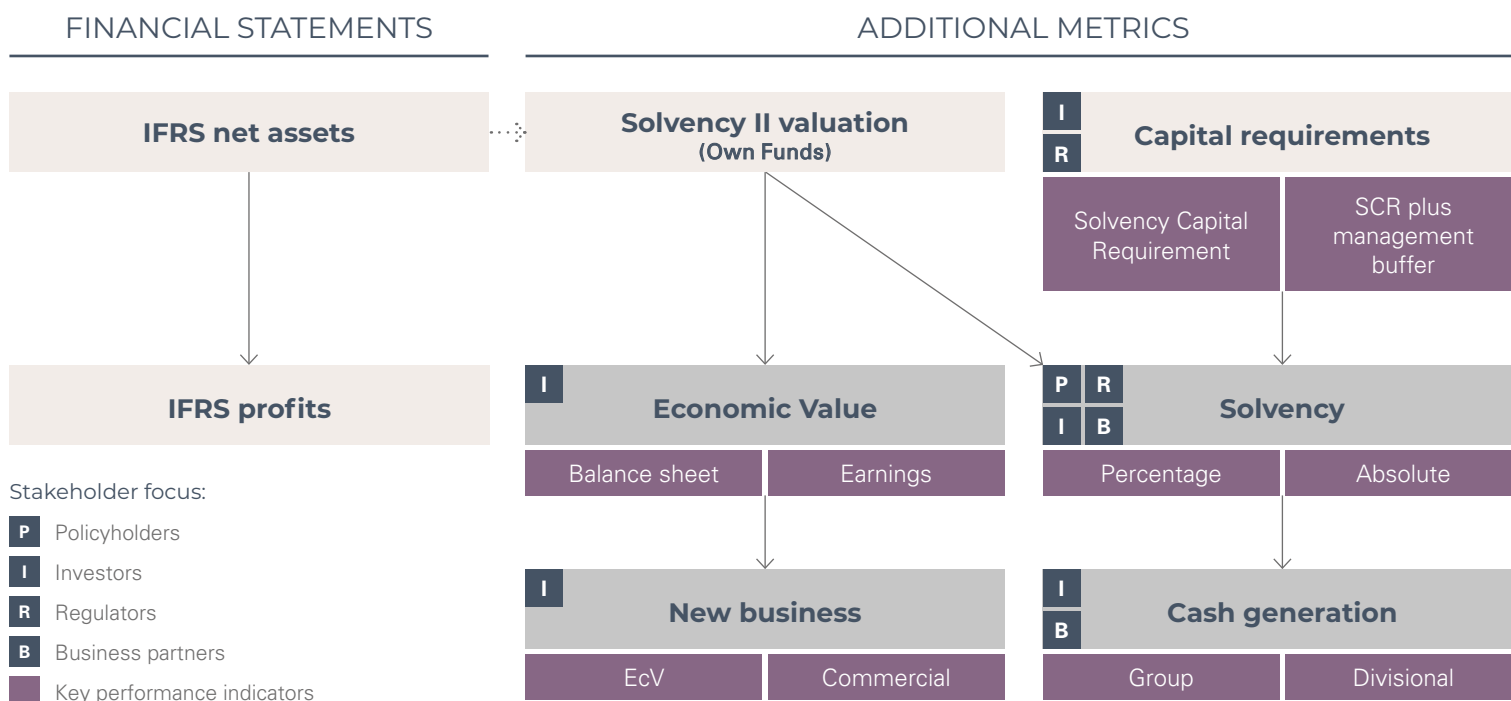 FINANCIAL STATEMENTS
ADDITIONAL METRICS
IFRS net assets
Solvency II valuation
(Own Funds)
I
R
Capital requirements
Solvency Capital
Requirement
SCR plus
management
buffer
IFRS profits
I
Economic Value
Balance sheet
Earnings
P
R
I
B
Solvency
Percentage
Absolute
Stakeholder focus:
P Policyholders
I Investors
R Regulators
B Business partners
Key performance indicators
I
New business
EcV
Commercial
I
B
Cash generation
Group
Divisional